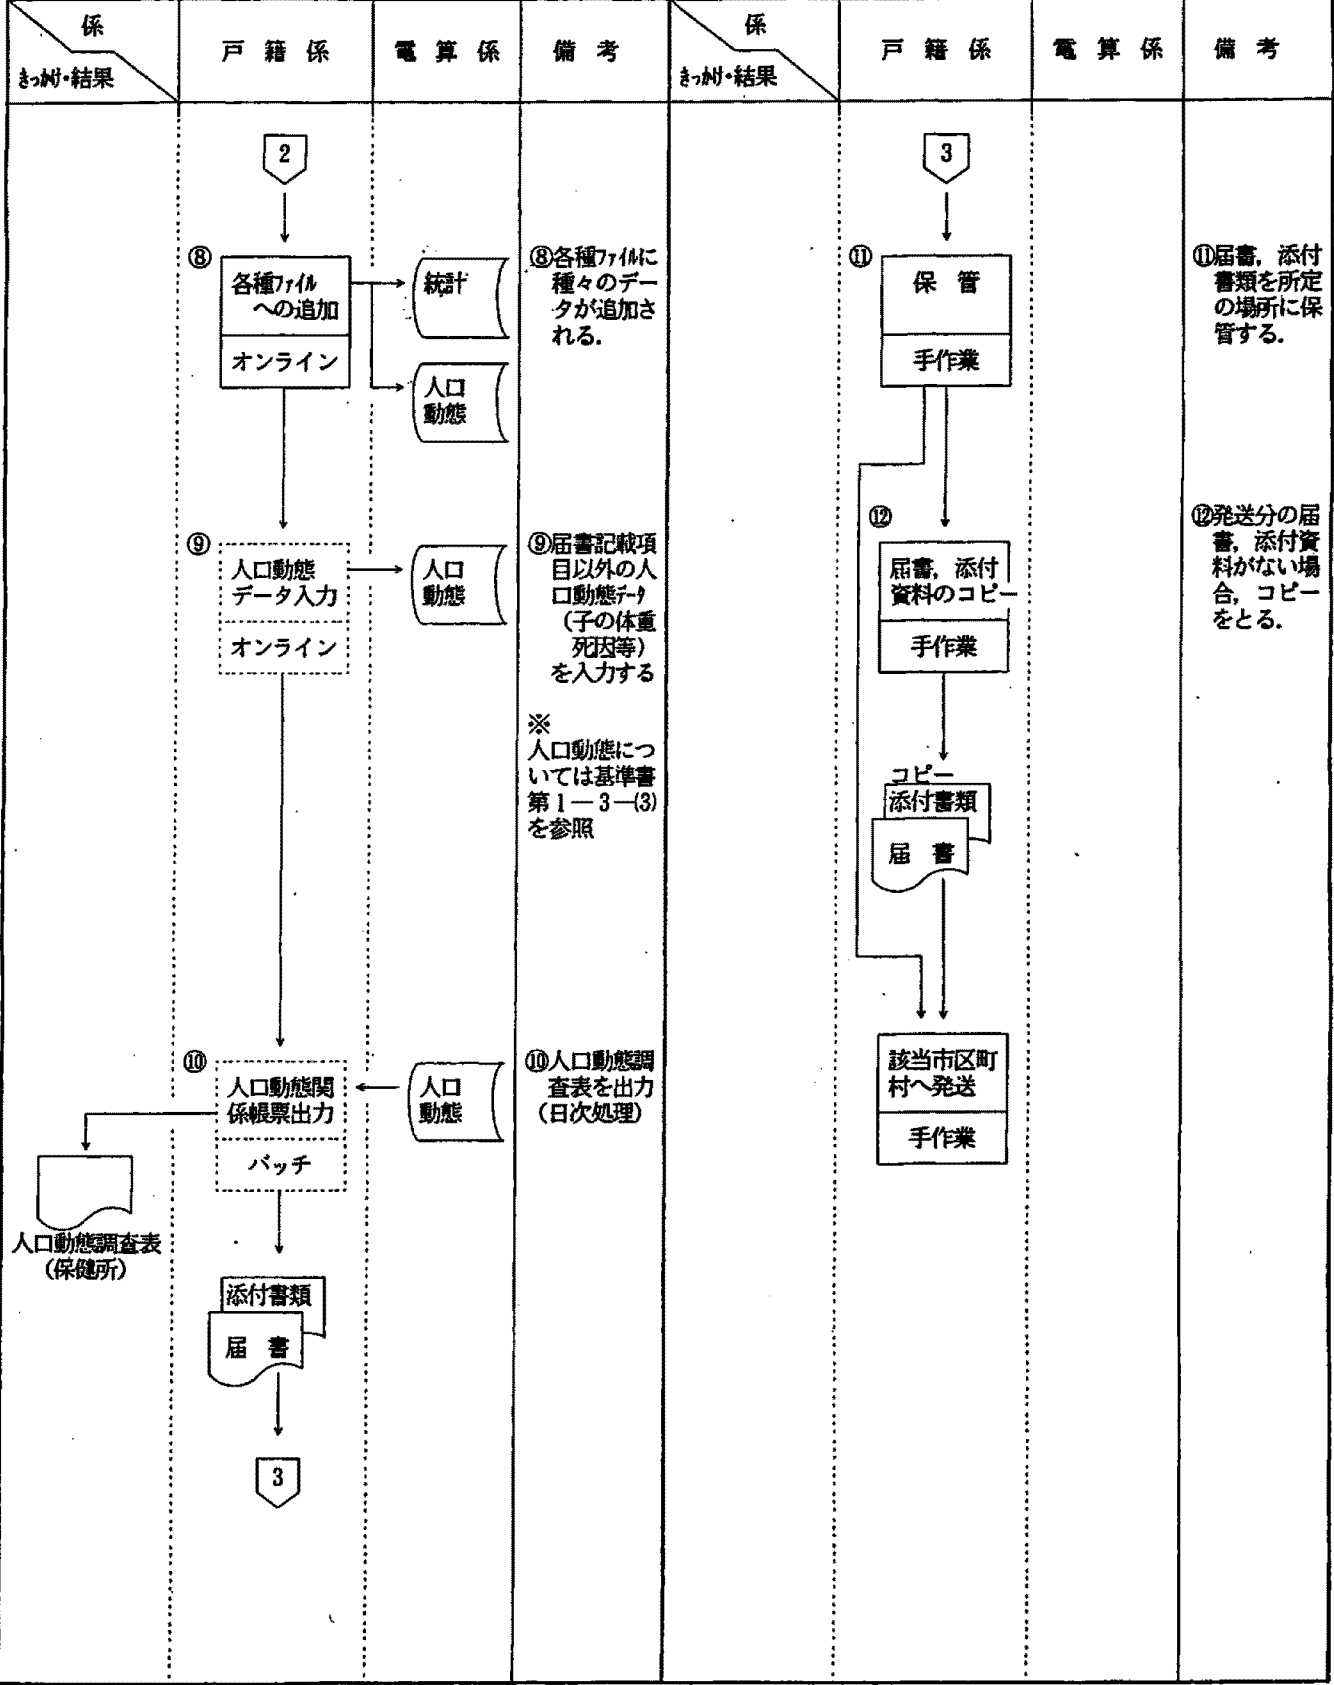 係
きっかけ・結果
戸籍係
電算係
備考
2
⑧
各種ファイル
への追加
オンライン
統計
人口
動態
⑧各種ファイルに
種々のデー
タが追加さ
れる.
⑨
人口動態
データ入力
オンライン
人口
動態
⑨届書記載項
目以外の人
口動態データ
(子の体重
死因等)
を入力する
※
人口動態につ
いては基準書
第1―3―(3)
を参照
⑩
人口動態関
係帳票出力
バッチ
人口
動態
⑩人口動態調
査表を出力
(日次処理)
人口動態調査表
(保健所)
添付書類
届書
3
係
きっかけ・結果
戸籍係
電算係
備考
3
⑪
保管
手作業
⑪届書, 添付
書類を所定
の場所に保
管する.
⑫
届書, 添付
資料のコピー
手作業
⑫発送分の届
書, 添付資
料がない場
合, コピー
をとる.
コピー
添付書類
届書
該当市区町
村へ発送
手作業